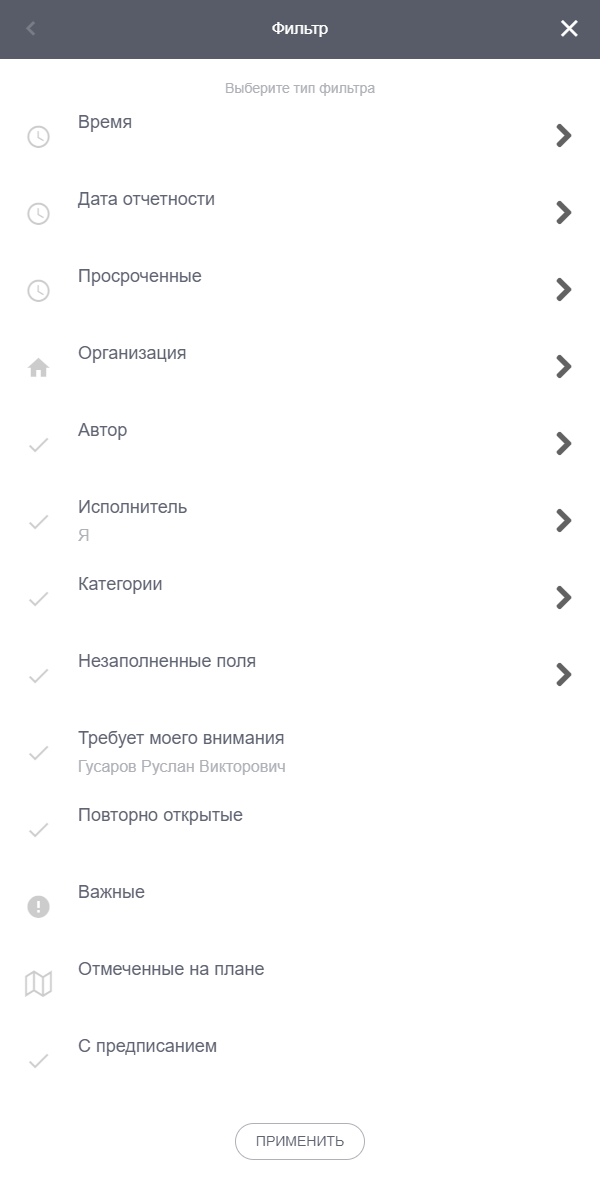 Фильтр
Выберите тип фильтра
Время
Дата отчетности
Просроченные
Организация
Автор
Исполнитель
Я
Категории
Незаполненные поля
Требует моего внимания
Гусаров Руслан Викторович
Повторно открытые
Важные
Отмеченные на плане
С предписанием
ПРИМЕНИТЬ